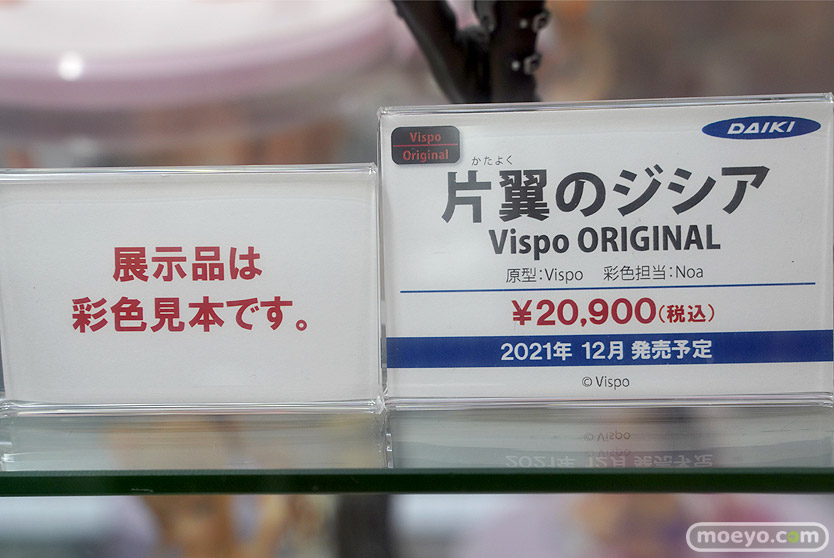 展示品は
彩色見本です。
Vispo
Original
DAIKI
かたよく
片翼のジシア
Vispo ORIGINAL
原型:Vispo 彩色担当:Noa
¥20,900(税込)
2021年 12月 発売予定
© Vispo
moeyo.com